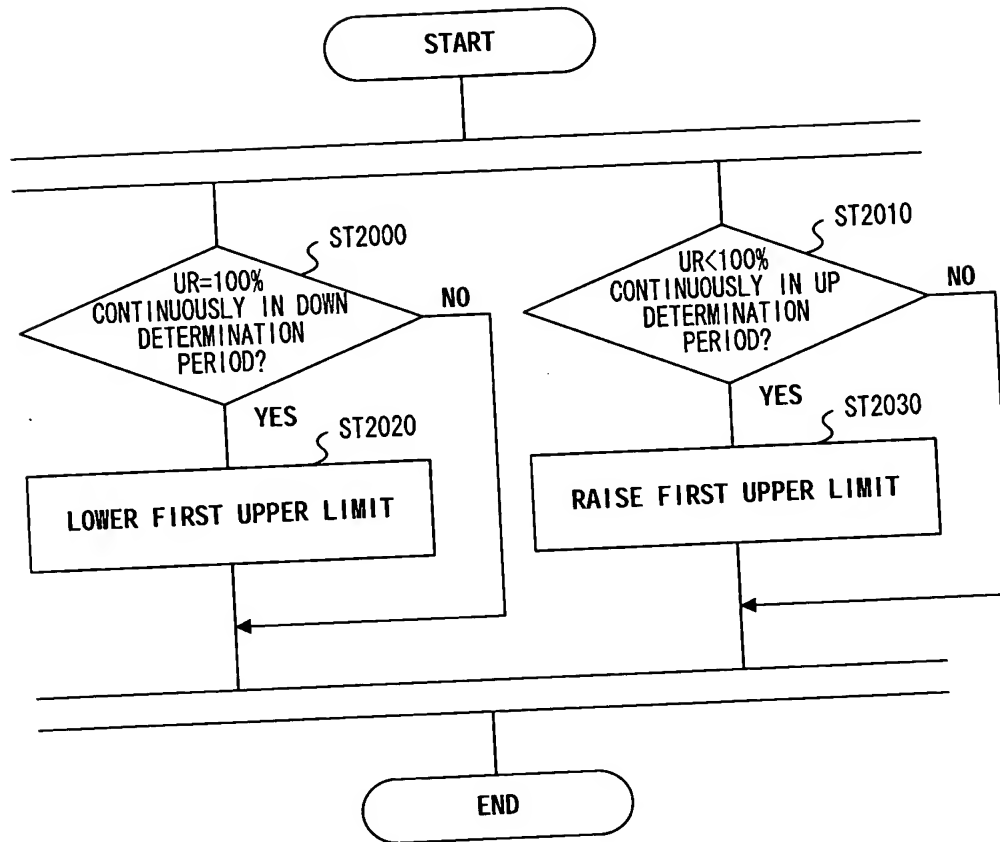 START
ST2000
UR=100%
CONTINUOUSLY IN DOWN
DETERMINATION
PERIOD?
NO
YES
ST2020
LOWER FIRST UPPER LIMIT
ST2010
UR<100%
CONTINUOUSLY IN UP
DETERMINATION
PERIOD?
NO
YES
ST2030
RAISE FIRST UPPER LIMIT
END